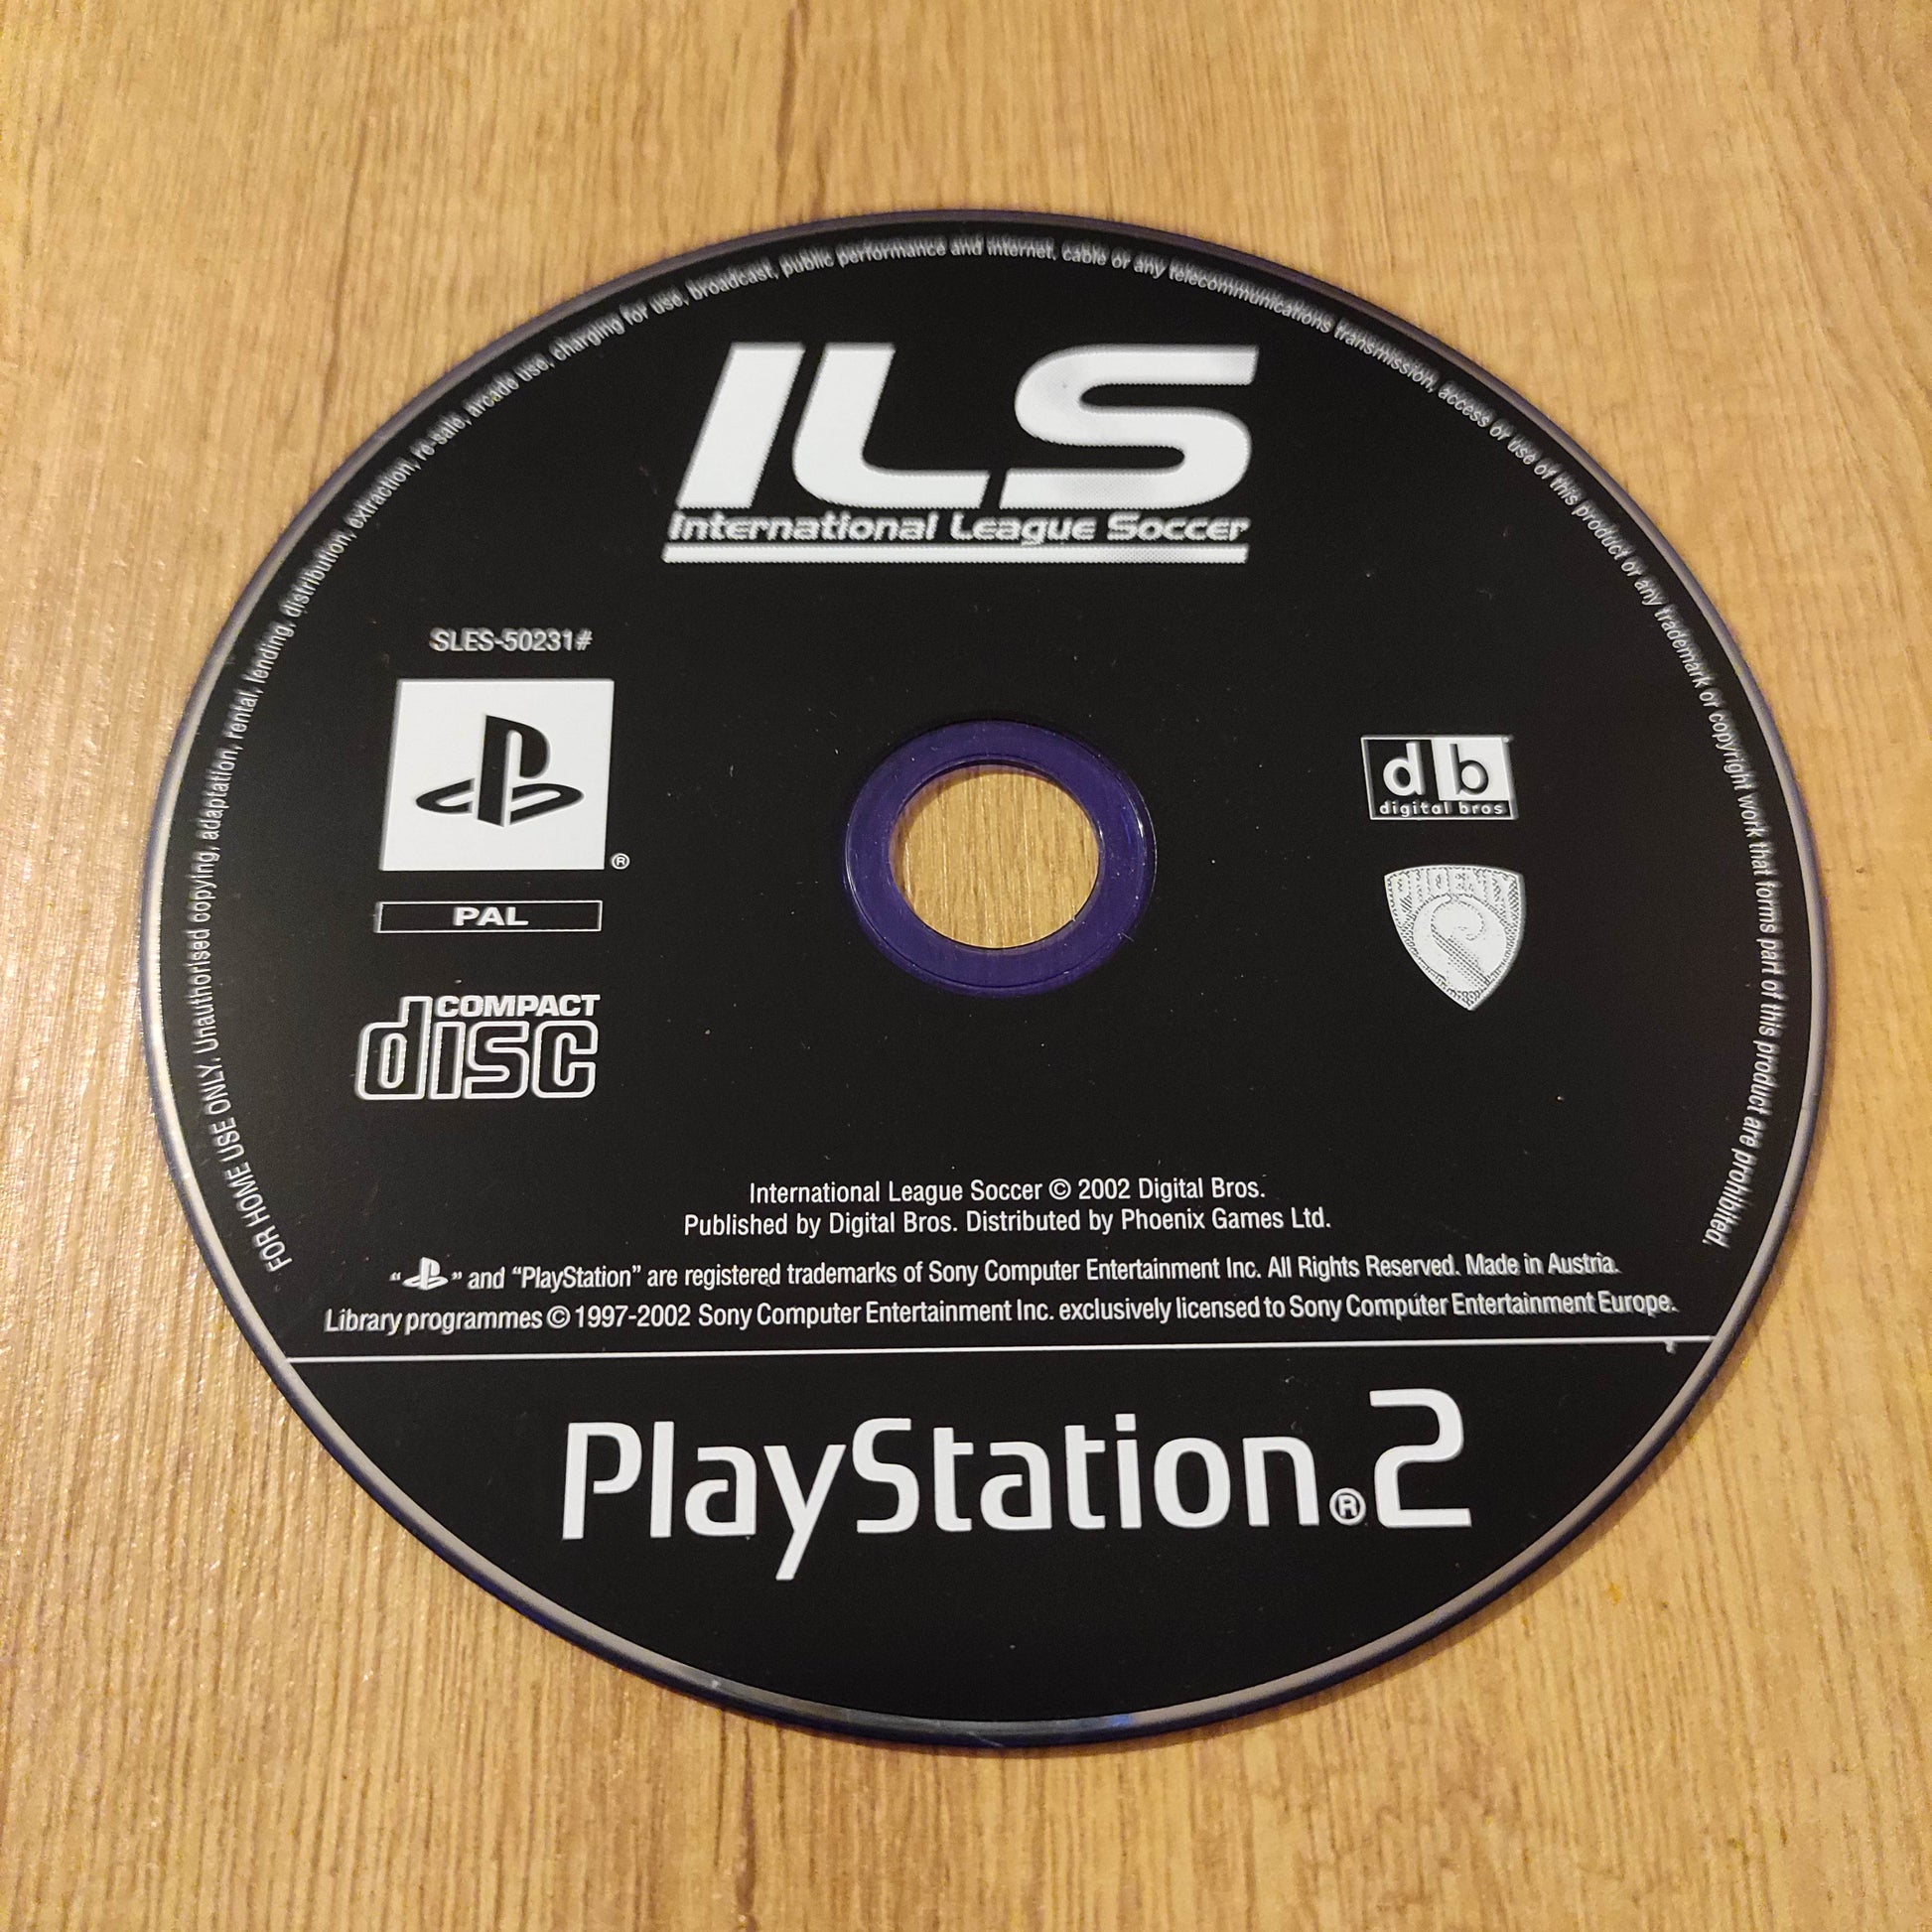 FOR HOME USE ONLY. Unauthorised copying, adaptation, rental, lending, distribution, extraction, re-sale, arcade use, charging for use, broadcast, public performance and internet, cable or any telecommunications transmission, access or use of this product or any trademark or copyright work that forms part of this product are prohibited.
ILS
International League Soccer
SLES-50231#
®
PAL
COMPACT
disc
db
digital bros
PHOENIX
International League Soccer © 2002 Digital Bros.
Published by Digital Bros. Distributed by Phoenix Games Ltd.
“ ” and “PlayStation” are registered trademarks of Sony Computer Entertainment Inc. All Rights Reserved. Made in Austria.
Library programmes © 1997-2002 Sony Computer Entertainment Inc. exclusively licensed to Sony Computer Entertainment Europe.
PlayStation®2